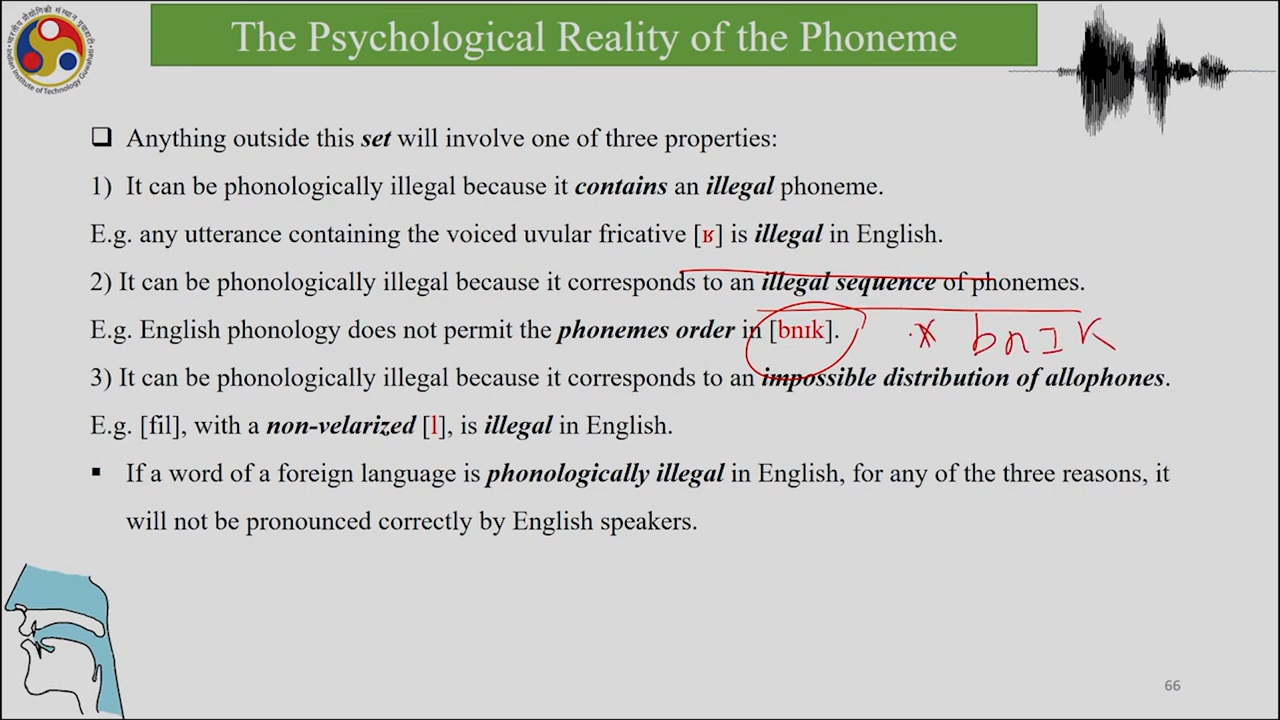 The Psychological Reality of the Phoneme
भारतीय प्रौद्योगिकी संस्थान गुवाहाटी
Indian Institute of Technology Guwahati
❑ Anything outside this set will involve one of three properties:
1) It can be phonologically illegal because it contains an illegal phoneme.
E.g. any utterance containing the voiced uvular fricative [ʁ] is illegal in English.
2) It can be phonologically illegal because it corresponds to an illegal sequence of phonemes.
E.g. English phonology does not permit the phonemes order in [bnɪk]. * bnɪk
3) It can be phonologically illegal because it corresponds to an impossible distribution of allophones.
E.g. [fil], with a non-velarized [l], is illegal in English.
▪ If a word of a foreign language is phonologically illegal in English, for any of the three reasons, it
will not be pronounced correctly by English speakers.
66